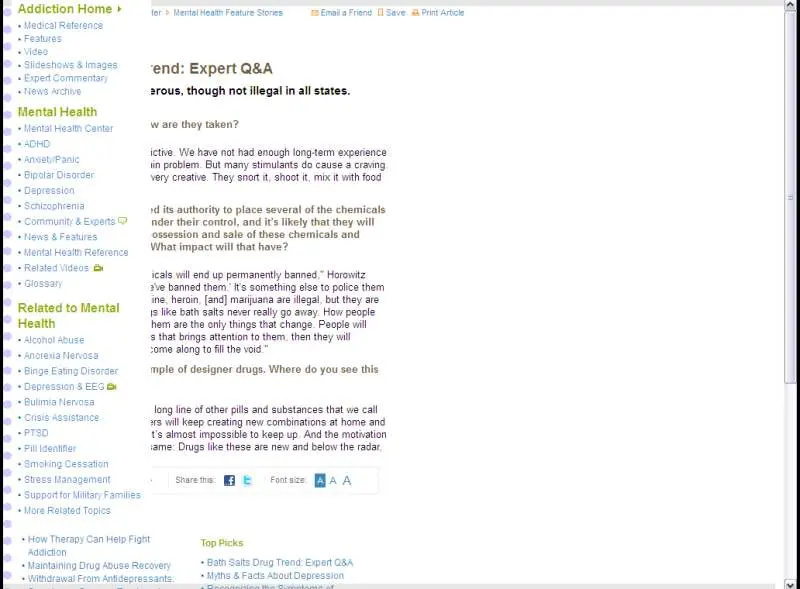 Addiction Home
• Medical Reference
• Features
• Video
• Slideshows & Images
• Expert Commentary
• News Archive
Mental Health
• Mental Health Center
• ADHD
• Anxiety/Panic
• Bipolar Disorder
• Depression
• Schizophrenia
• Community & Experts
• News & Features
• Mental Health Reference
• Related Videos
• Glossary
Related to Mental
Health
• Alcohol Abuse
• Anorexia Nervosa
• Binge Eating Disorder
• Depression & EEG
• Bulimia Nervosa
• Crisis Assistance
• PTSD
• Pill Identifier
• Smoking Cessation
• Stress Management
• Support for Military Families
• More Related Topics
Mental Health Feature Stories
Email a Friend Save Print Article
rend: Expert Q&A
erous, though not illegal in all states.
w are they taken?
ictive. We have not had enough long-term experience
in problem. But many stimulants do cause a craving
very creative. They snort it, shoot it, mix it with food
ed its authority to place several of the chemicals
nder their control, and it's likely that they will
ossession and sale of these chemicals and
What impact will that have?
icals will end up permanently banned," Horowitz
've banned them.' It's something else to police them
ine, heroin, [and] marijuana are illegal, but they are
gs like bath salts never really go away. How people
hem are the only things that change. People will
s that brings attention to them, then they will
come along to fill the void."
mple of designer drugs. Where do you see this
long line of other pills and substances that we call
ers will keep creating new combinations at home and
t's almost impossible to keep up. And the motivation
same: Drugs like these are new and below the radar,
Share this: Font size: A A A
• How Therapy Can Help Fight
Addiction
• Maintaining Drug Abuse Recovery
• Withdrawal From Antidepressants:
Top Picks
• Bath Salts Drug Trend: Expert Q&A
• Myths & Facts About Depression
• Recognizing the Symptoms of